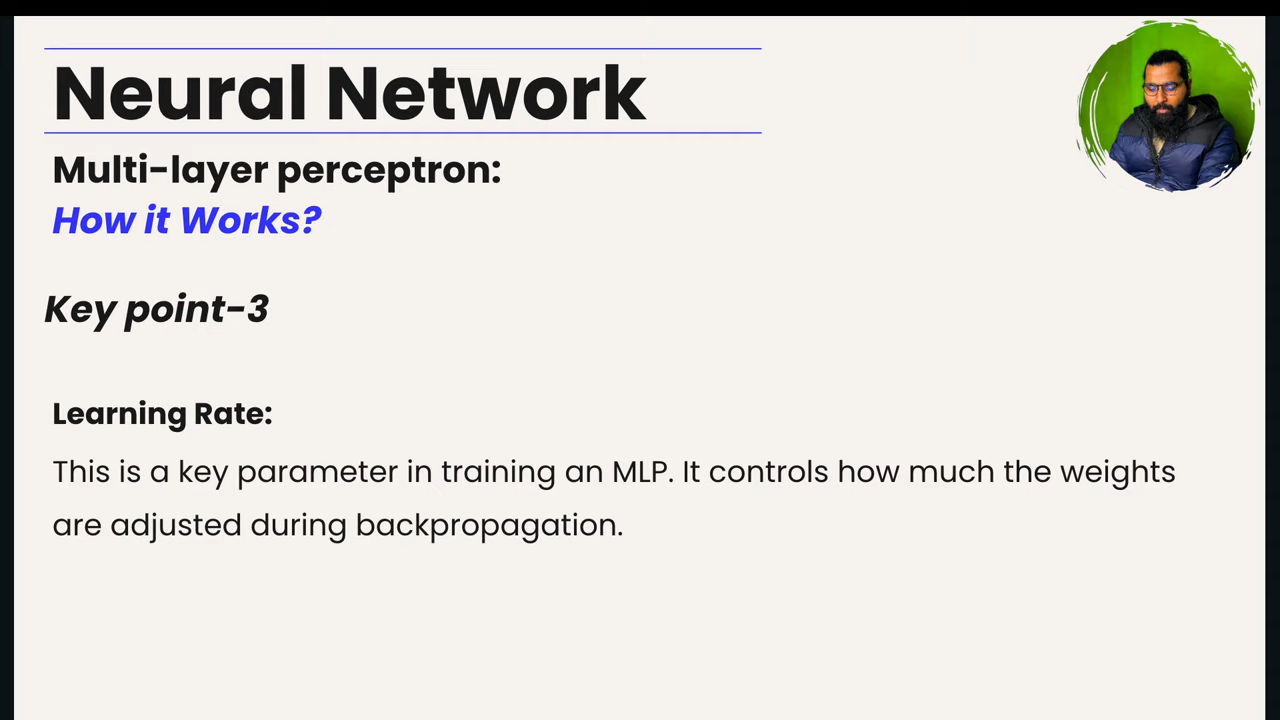 Neural Network
Multi-layer perceptron:
How it Works?
Key point-3
Learning Rate:
This is a key parameter in training an MLP. It controls how much the weights
are adjusted during backpropagation.